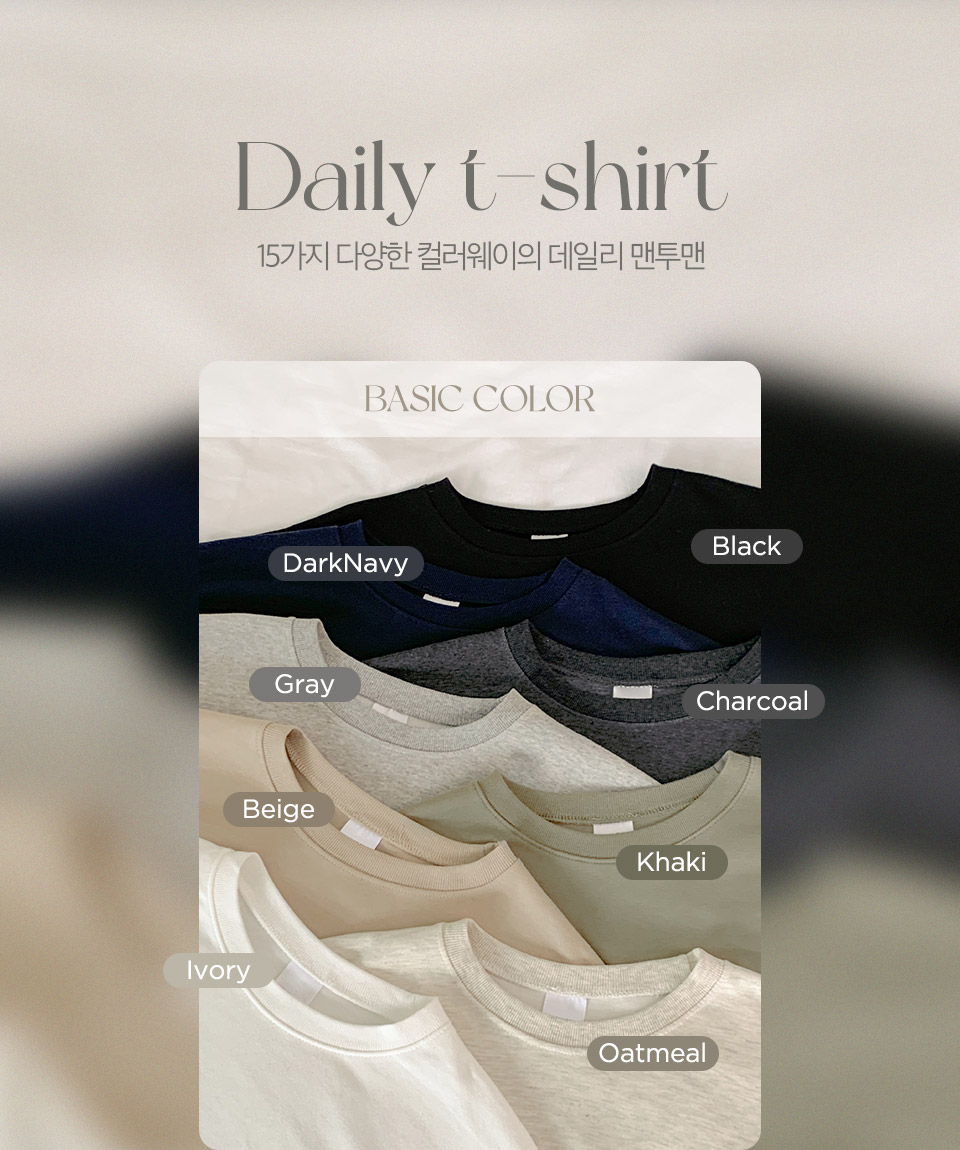 Daily t-shirt
15가지 다양한 컬러웨이의 데일리 맨투맨
BASIC COLOR
Black
DarkNavy
Gray
Charcoal
Beige
Khaki
Ivory
Oatmeal